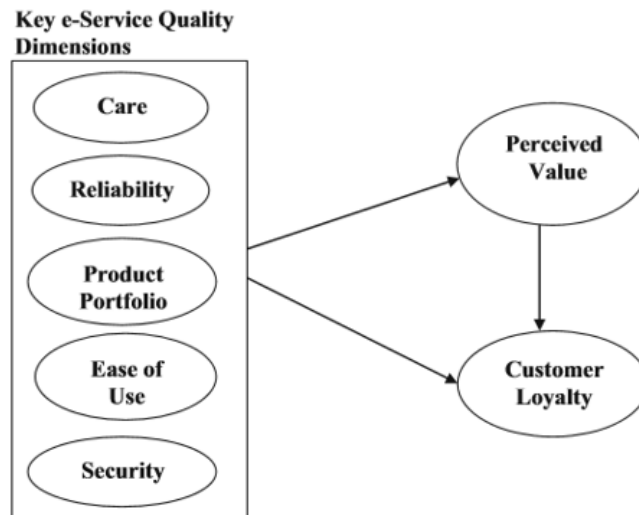 Key e-Service Quality
Dimensions
Care
Reliability
Product
Portfolio
Ease of
Use
Security
Perceived
Value
Customer
Loyalty